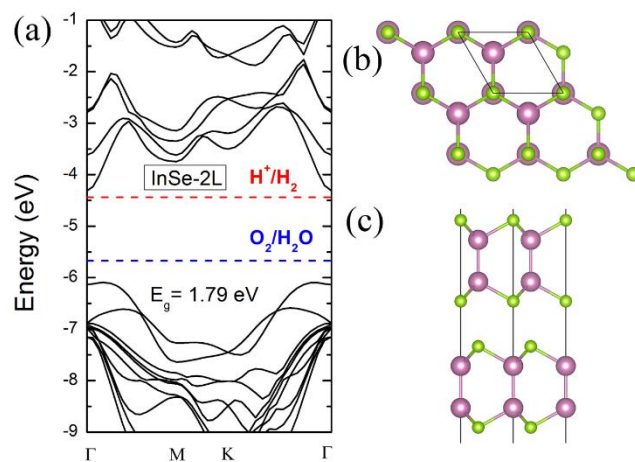 (a)
Energy (eV)
-1
-2
-3
-4
-5
-6
-7
-8
-9
InSe-2L
H⁺/H₂
O₂/H₂O
E_g= 1.79 eV
Γ M K Γ
(b)
(c)